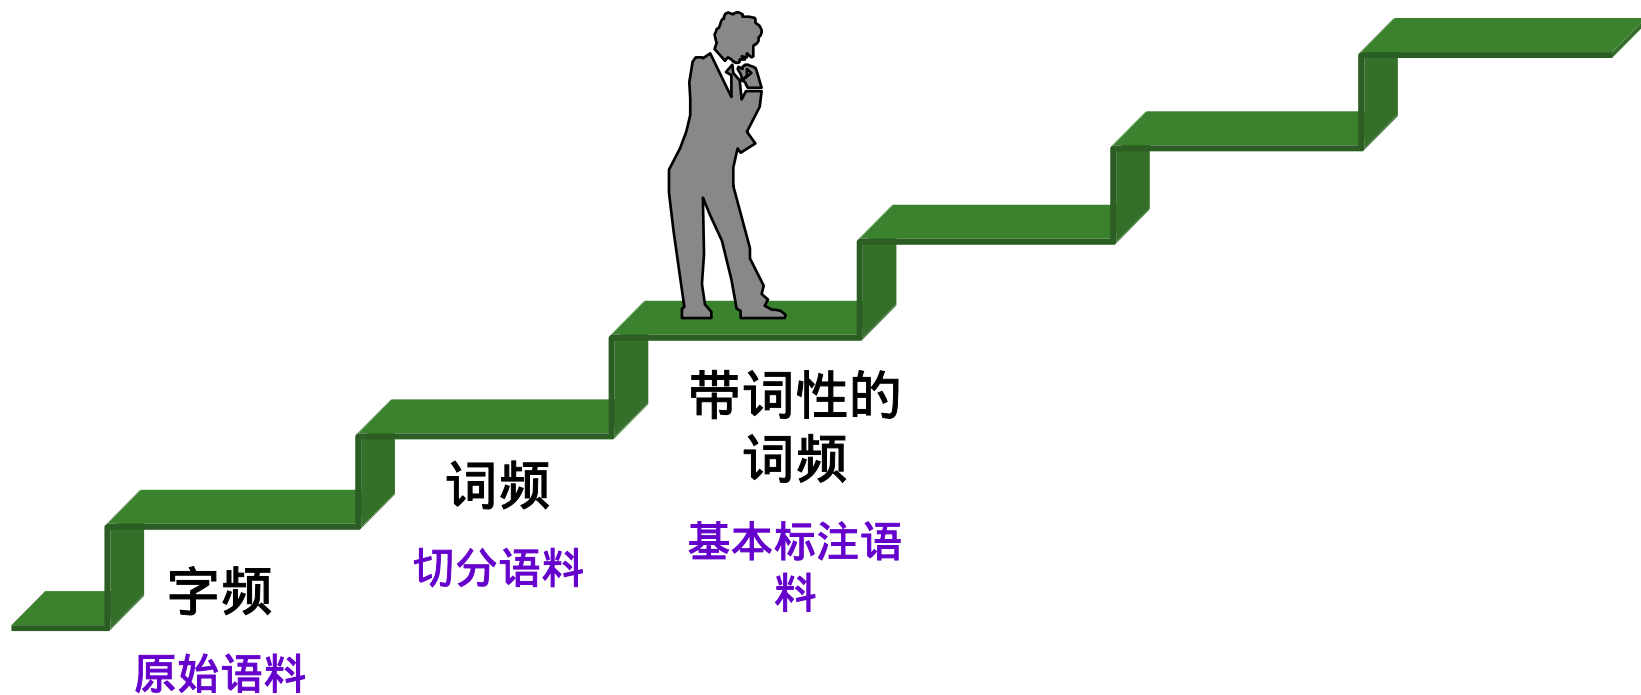 字频
原始语料
词频
切分语料
带词性的
词频
基本标注语
料